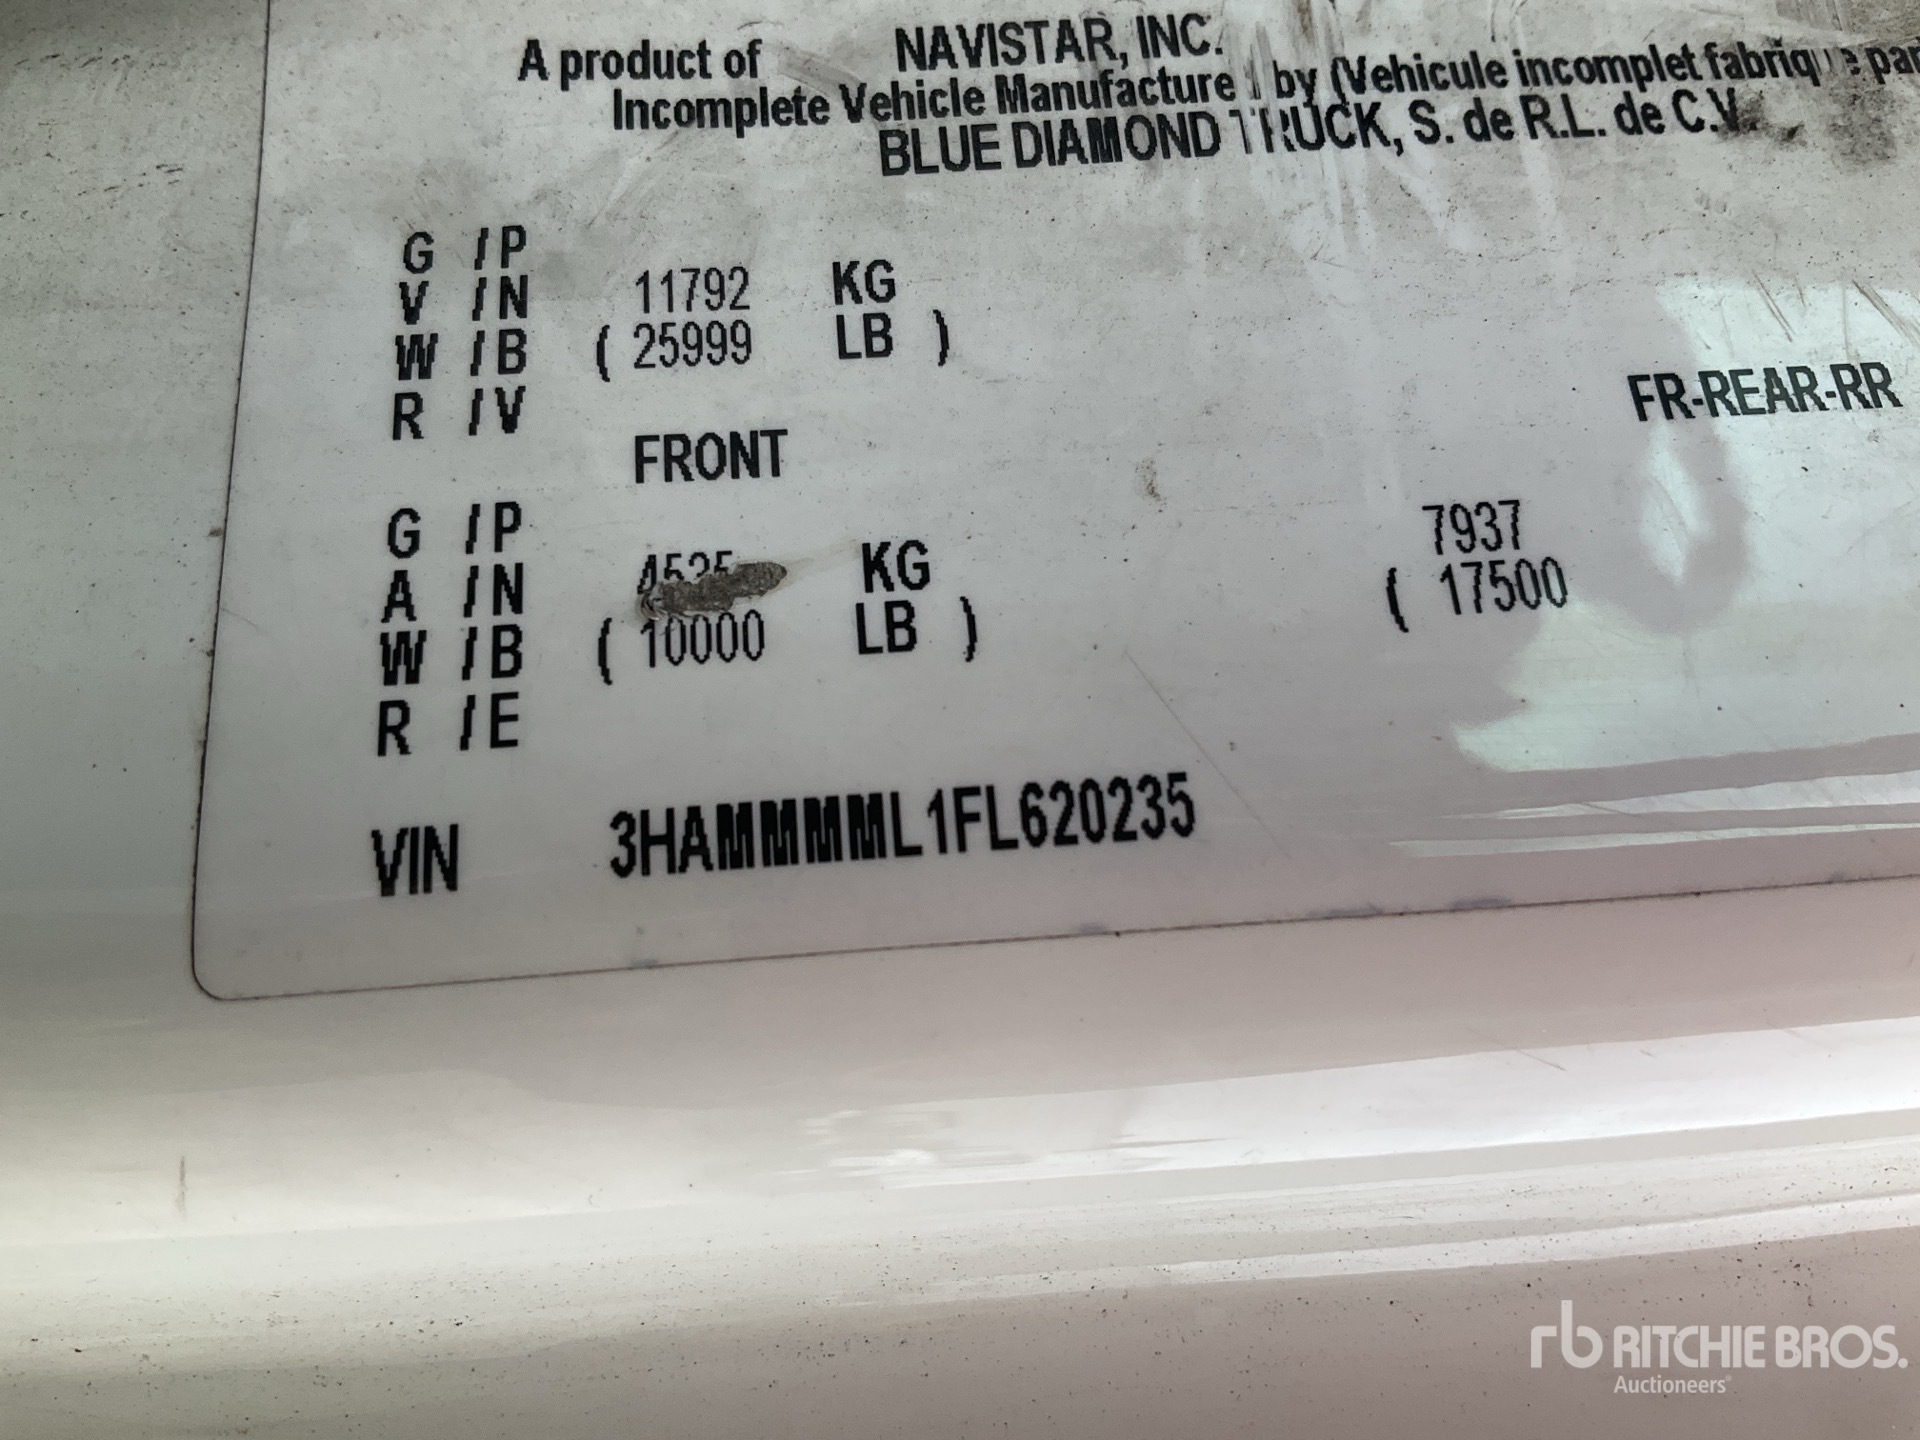 A product of NAVISTAR, INC.
Incomplete Vehicle Manufacture by (Vehicule incomplet fabrique par
BLUE DIAMOND TRUCK, S. de R.L. de C.V.
G /P
V /N 11792 KG
W /B ( 25999 LB )
R /V
FRONT FR-REAR-RR
G /P
A /N KG 7937
W /B ( 10000 LB ) ( 17500
R /E
VIN 3HAMMMML1FL620235
rb RITCHIE BROS.
Auctioneers